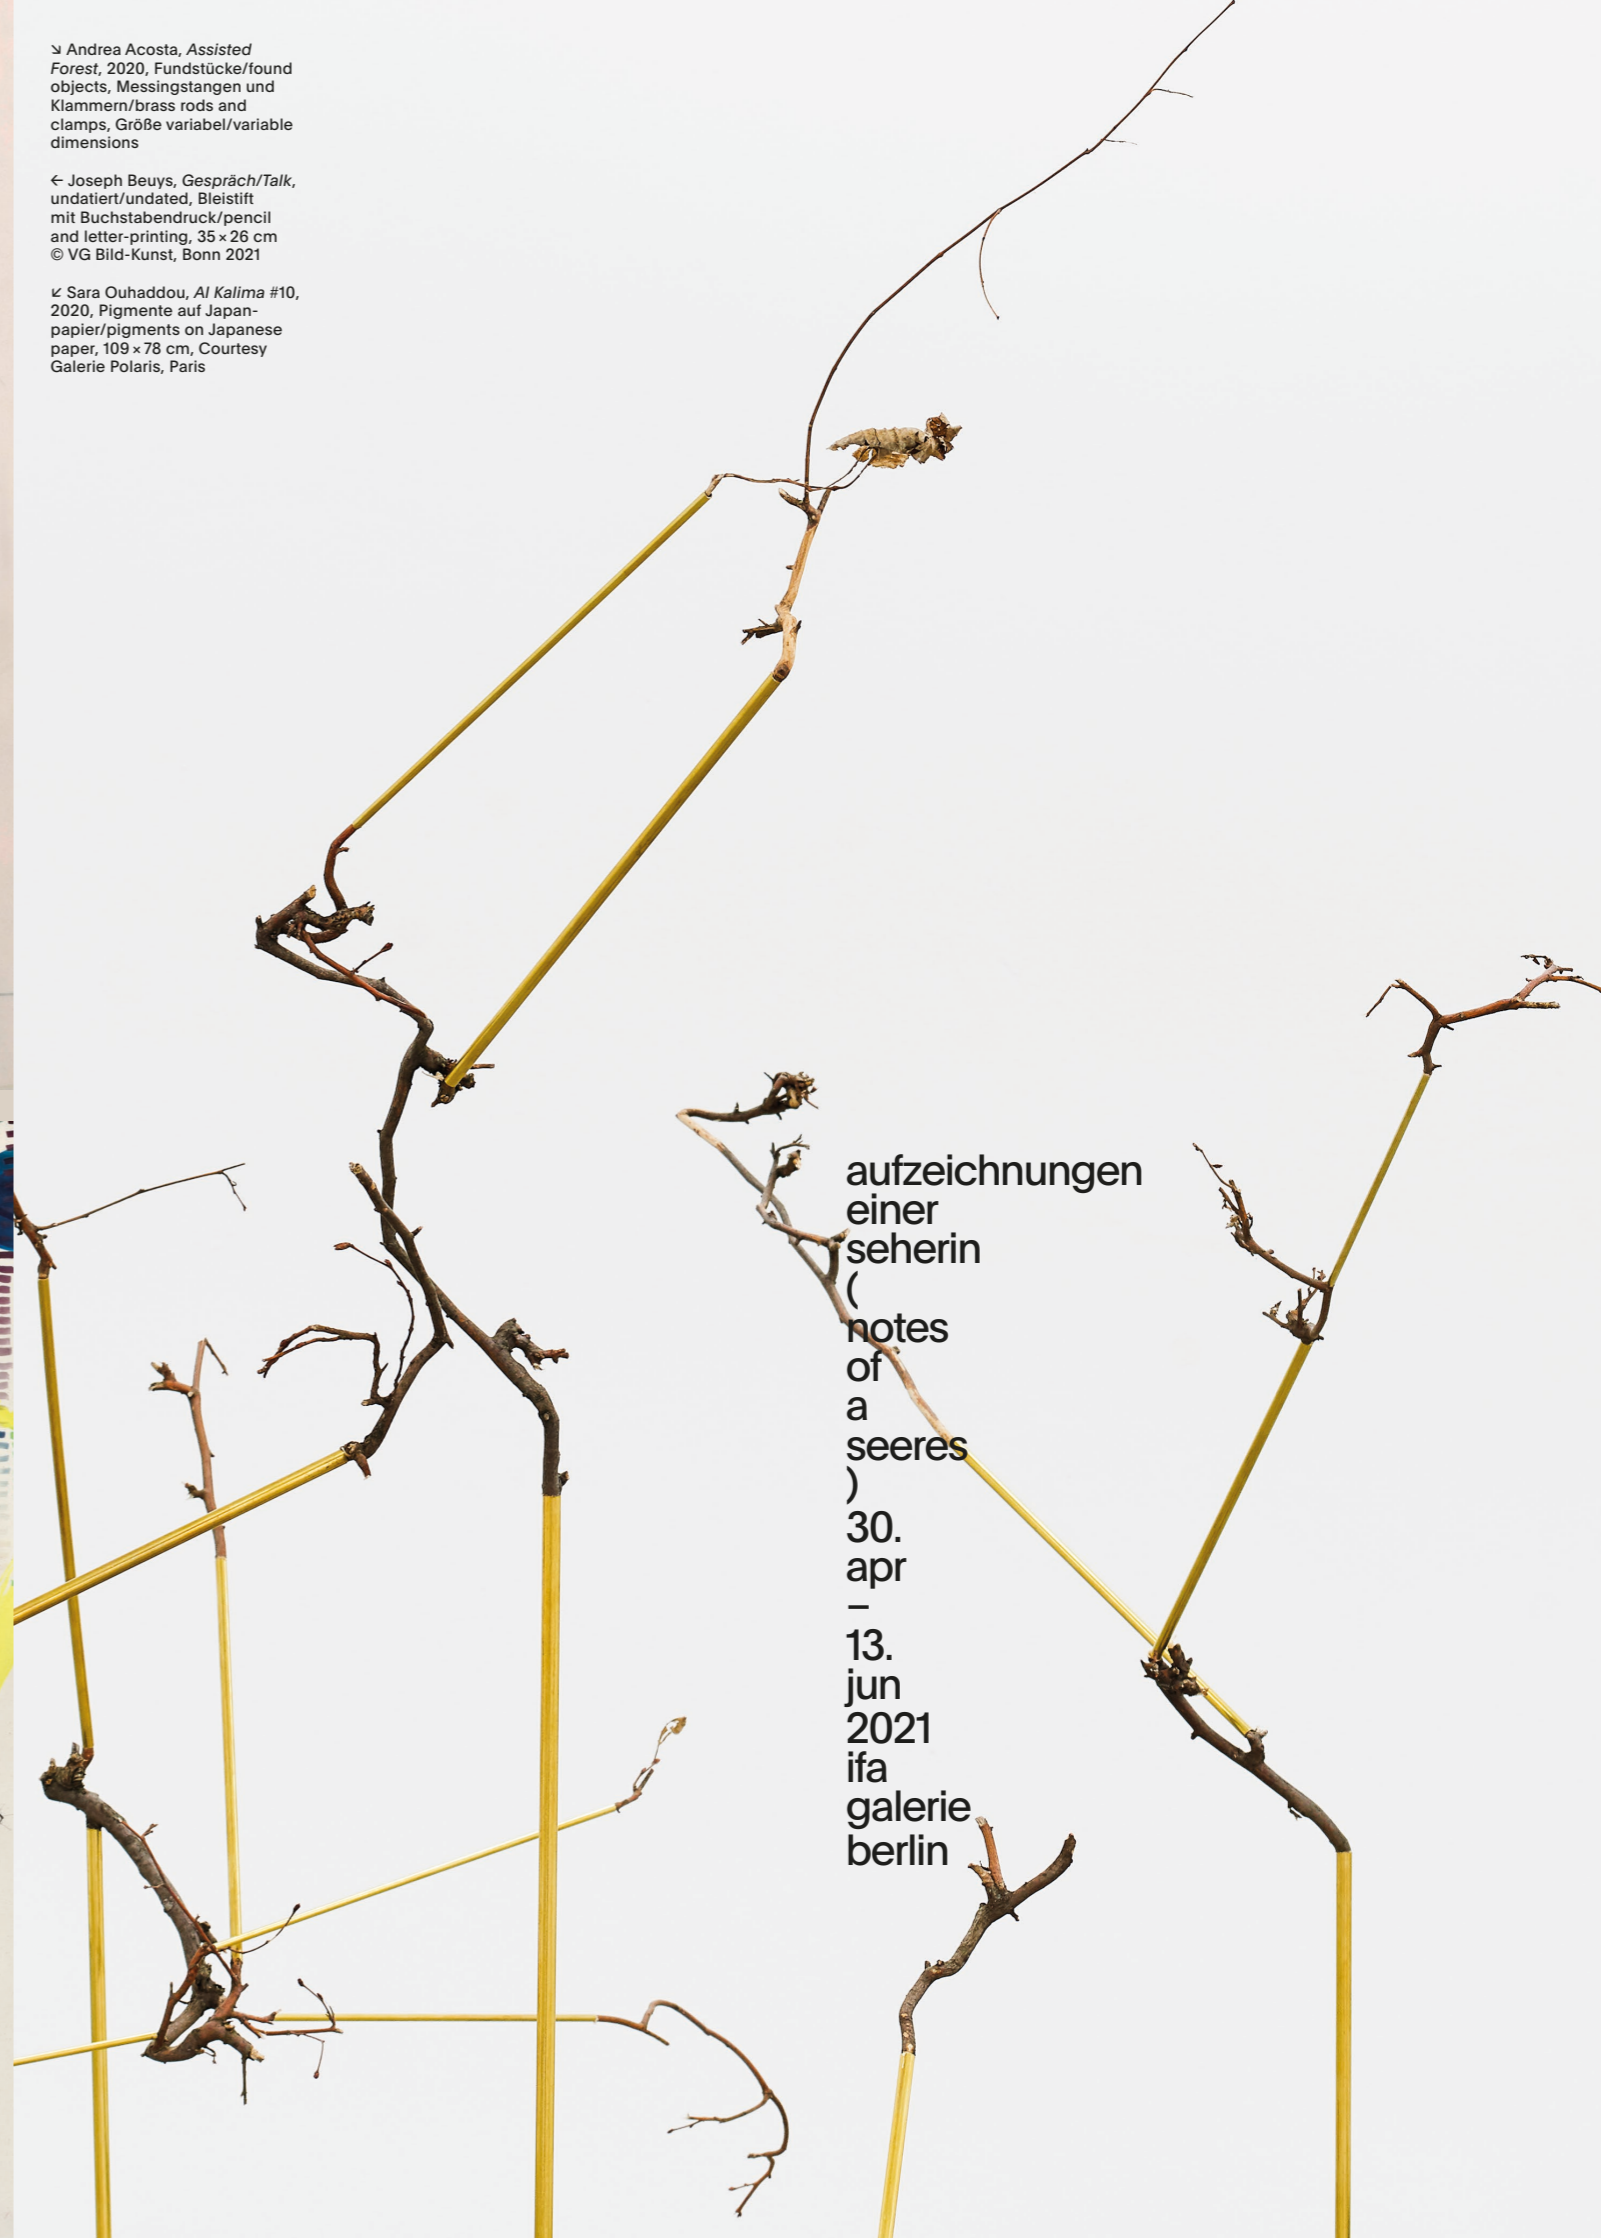 ↘ Andrea Acosta, Assisted
Forest, 2020, Fundstücke/found
objects, Messingstangen und
Klammern/brass rods and
clamps, Größe variabel/variable
dimensions
← Joseph Beuys, Gespräch/Talk,
undatiert/undated, Bleistift
mit Buchstabendruck/pencil
and letter-printing, 35 × 26 cm
© VG Bild-Kunst, Bonn 2021
↙ Sara Ouhaddou, Al Kalima #10,
2020, Pigmente auf Japan-
papier/pigments on Japanese
paper, 109 × 78 cm, Courtesy
Galerie Polaris, Paris
aufzeichnungen
einer
seherin
(
notes
of
a
seeres
)
30.
apr
–
13.
jun
2021
ifa
galerie
berlin